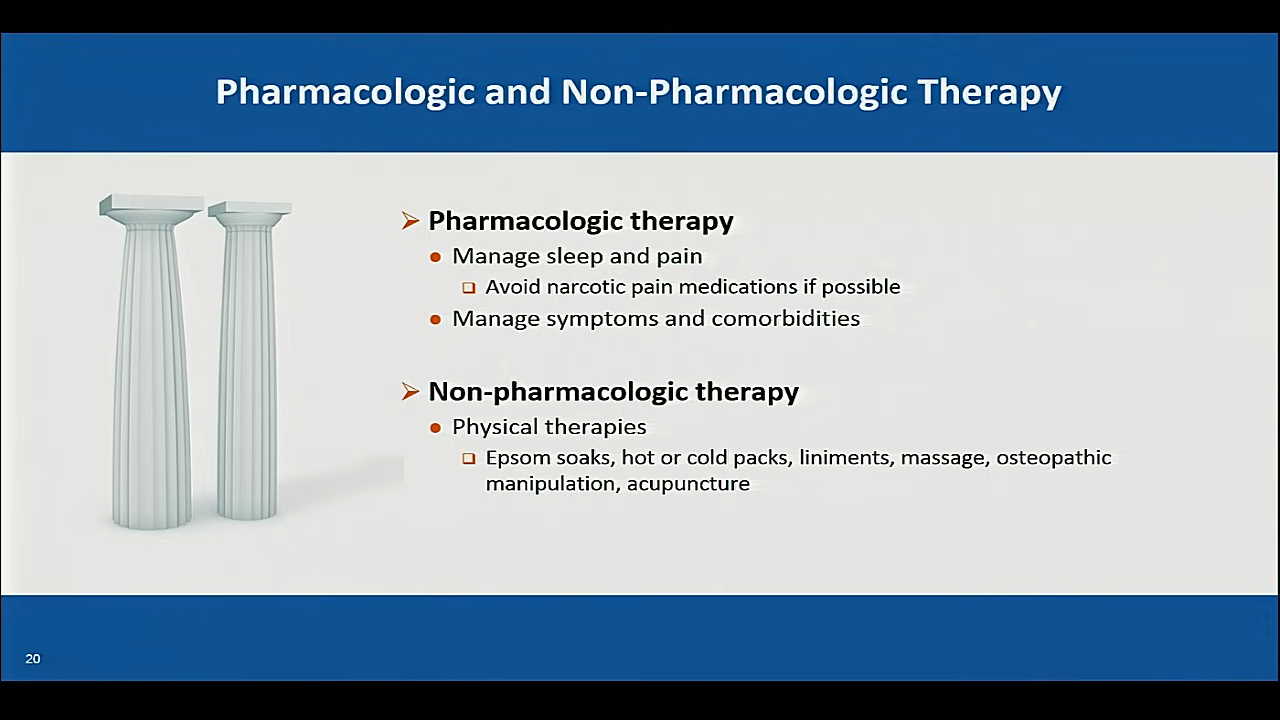 Pharmacologic and Non-Pharmacologic Therapy
➢ Pharmacologic therapy
• Manage sleep and pain
❑ Avoid narcotic pain medications if possible
• Manage symptoms and comorbidities
➢ Non-pharmacologic therapy
• Physical therapies
❑ Epsom soaks, hot or cold packs, liniments, massage, osteopathic
manipulation, acupuncture
20